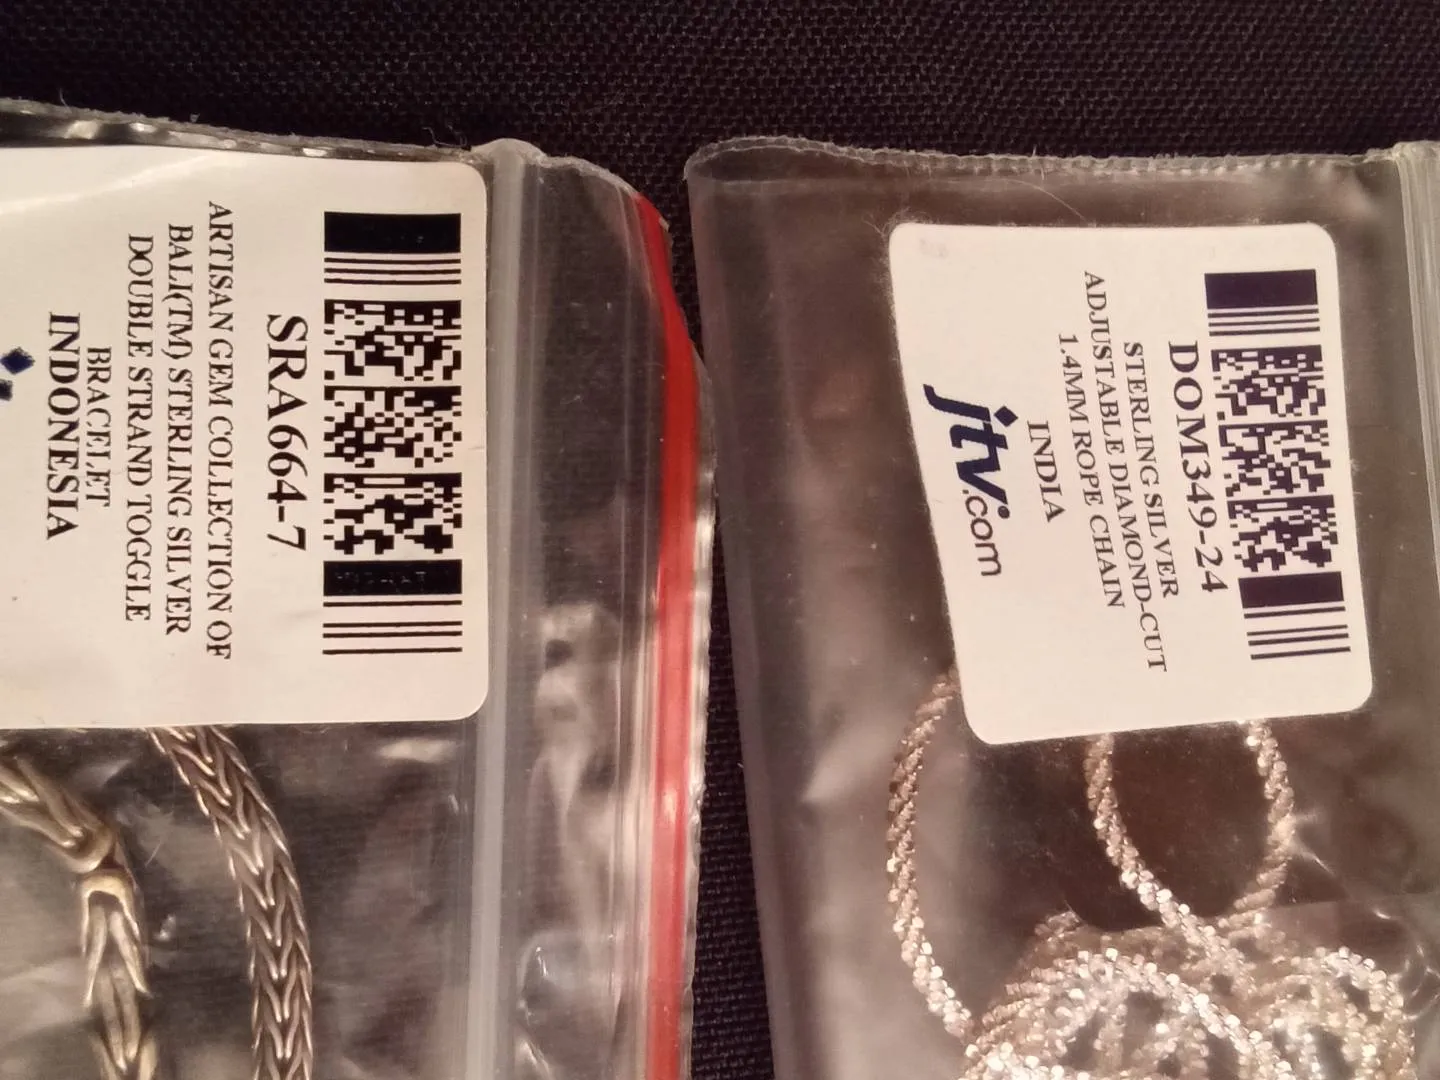 SRA664-7
ARTISAN GEM COLLECTION OF
BALI(TM) STERLING SILVER
DOUBLE STRAND TOGGLE
BRACELET
INDONESIA
DOM349-24
STERLING SILVER
ADJUSTABLE DIAMOND-CUT
1.4MM ROPE CHAIN
INDIA
jtv.com